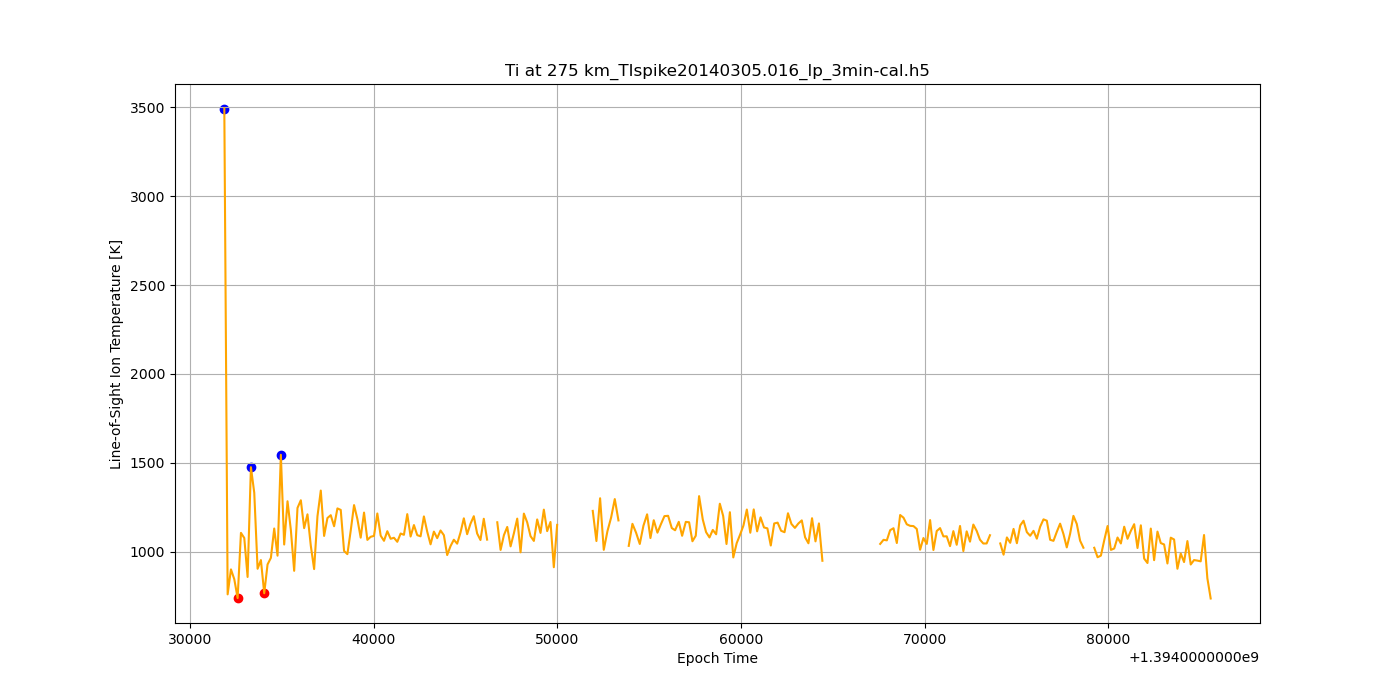 Ti at 275 km_TIspike20140305.016_lp_3min-cal.h5
Line-of-Sight Ion Temperature [K]
3500
3000
2500
2000
1500
1000
30000 40000 50000 60000 70000 80000
Epoch Time
+1.3940000000e9